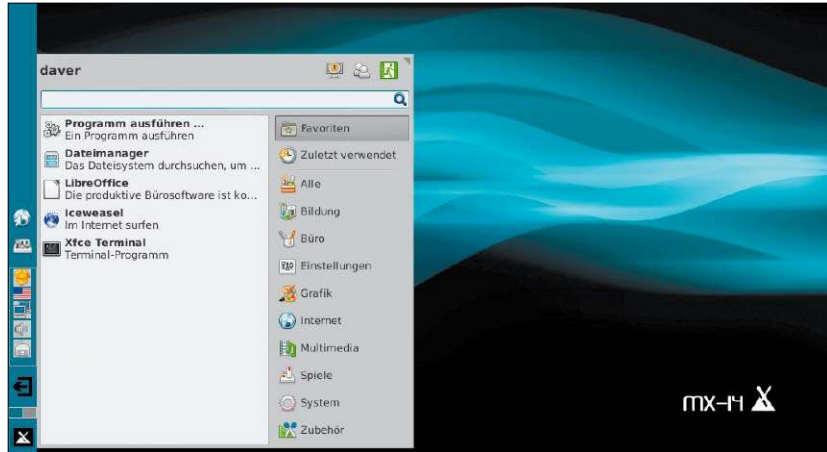 daver
Programm ausführen ...
Ein Programm ausführen
Dateimanager
Das Dateisystem durchsuchen, um ...
LibreOffice
Die produktive Bürosoftware ist ko...
Iceweasel
Im Internet surfen
Xfce Terminal
Terminal-Programm
Favoriten
Zuletzt verwendet
Alle
Bildung
Büro
Einstellungen
Grafik
Internet
Multimedia
Spiele
System
Zubehör
mx-14